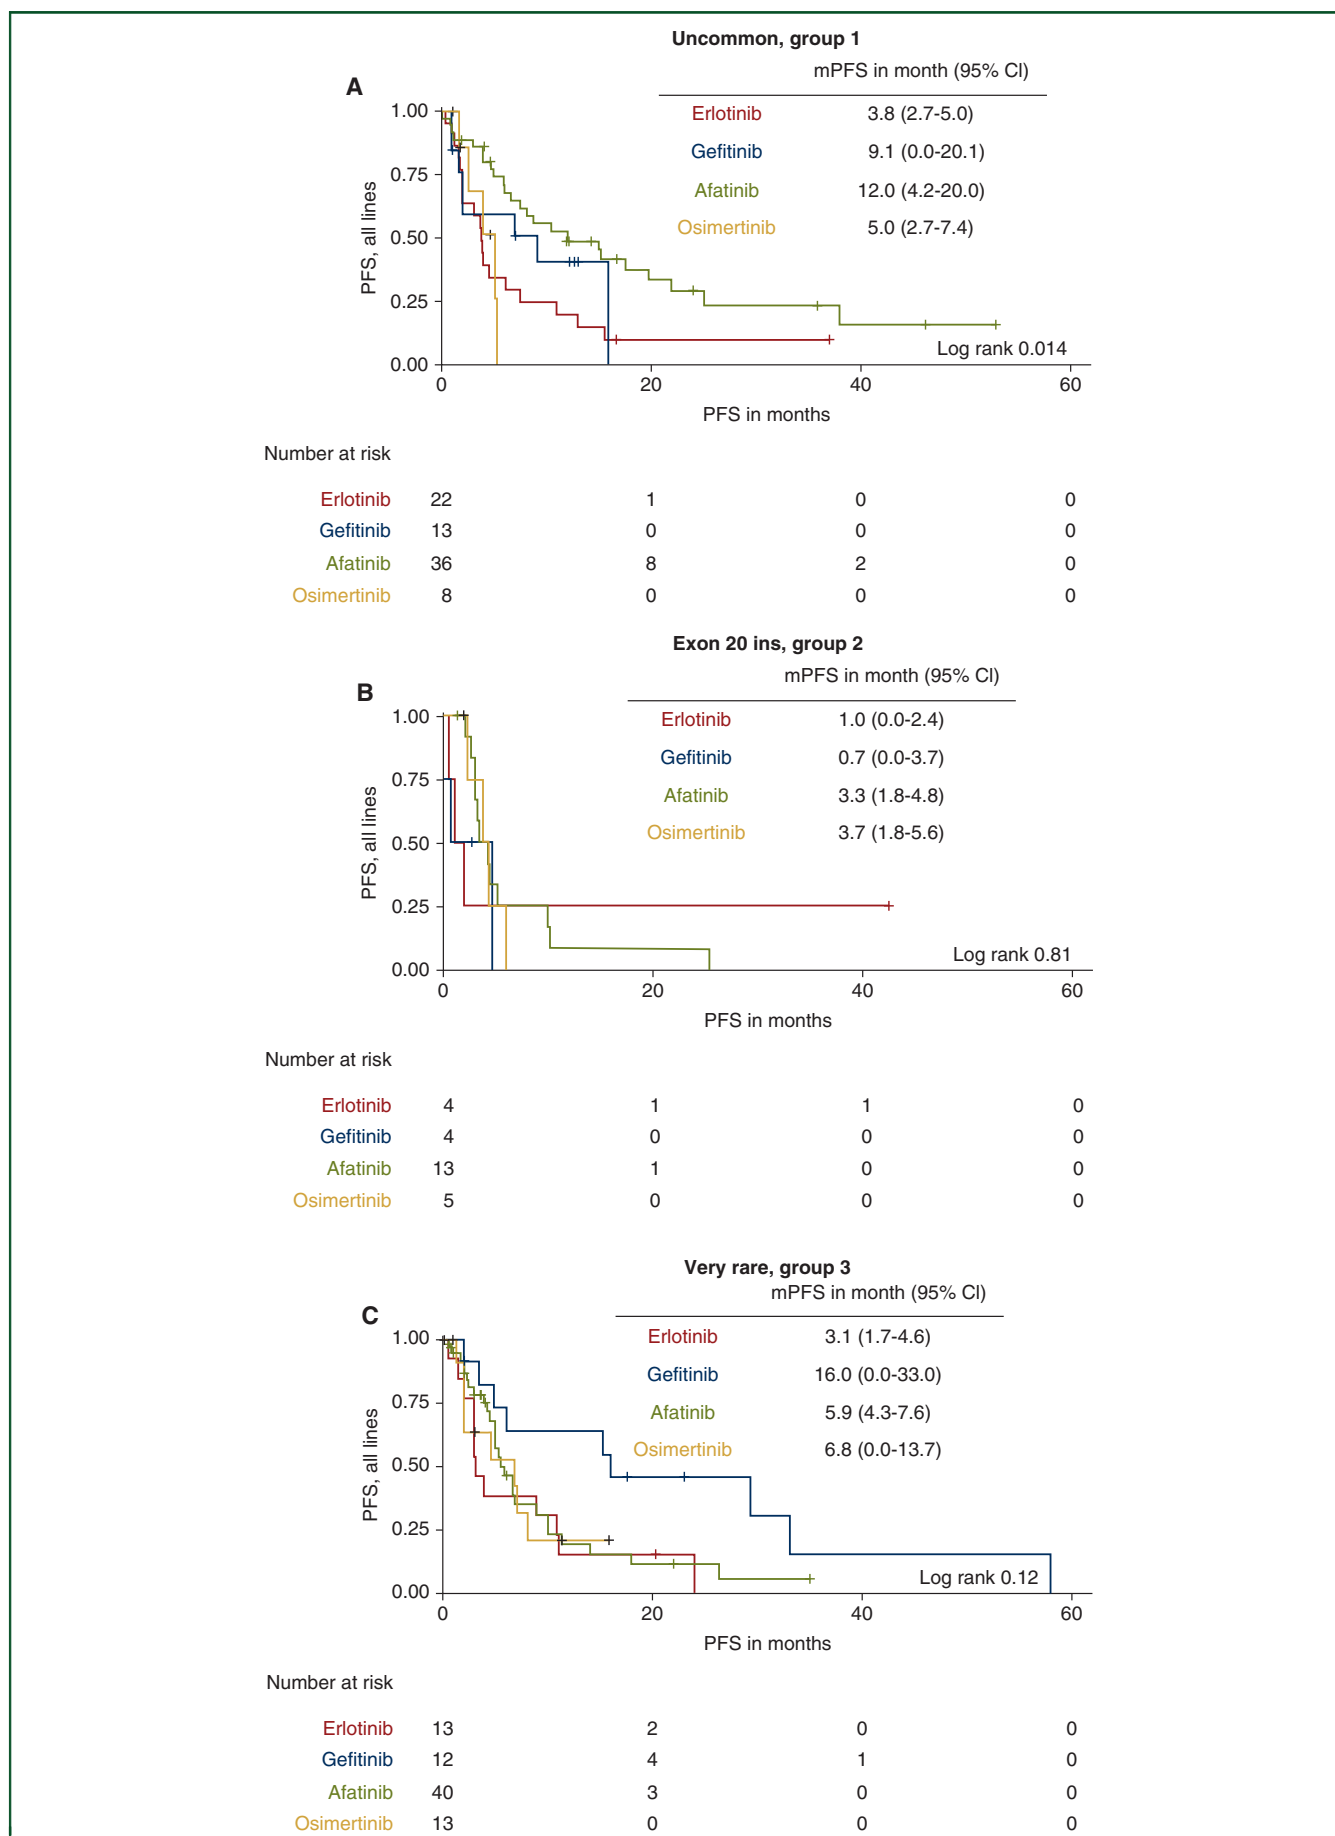 Uncommon, group 1
A
mPFS in month (95% CI)
Erlotinib 3.8 (2.7-5.0)
Gefitinib 9.1 (0.0-20.1)
Afatinib 12.0 (4.2-20.0)
Osimertinib 5.0 (2.7-7.4)
PFS, all lines
1.00
0.75
0.50
0.25
0.00
Log rank 0.014
0 20 40 60
PFS in months
Number at risk
Erlotinib 22 1 0 0
Gefitinib 13 0 0 0
Afatinib 36 8 2 0
Osimertinib 8 0 0 0
Exon 20 ins, group 2
B
mPFS in month (95% CI)
Erlotinib 1.0 (0.0-2.4)
Gefitinib 0.7 (0.0-3.7)
Afatinib 3.3 (1.8-4.8)
Osimertinib 3.7 (1.8-5.6)
PFS, all lines
1.00
0.75
0.50
0.25
0.00
Log rank 0.81
0 20 40 60
PFS in months
Number at risk
Erlotinib 4 1 1 0
Gefitinib 4 0 0 0
Afatinib 13 1 0 0
Osimertinib 5 0 0 0
Very rare, group 3
C
mPFS in month (95% CI)
Erlotinib 3.1 (1.7-4.6)
Gefitinib 16.0 (0.0-33.0)
Afatinib 5.9 (4.3-7.6)
Osimertinib 6.8 (0.0-13.7)
PFS, all lines
1.00
0.75
0.50
0.25
0.00
Log rank 0.12
0 20 40 60
PFS in months
Number at risk
Erlotinib 13 2 0 0
Gefitinib 12 4 1 0
Afatinib 40 3 0 0
Osimertinib 13 0 0 0